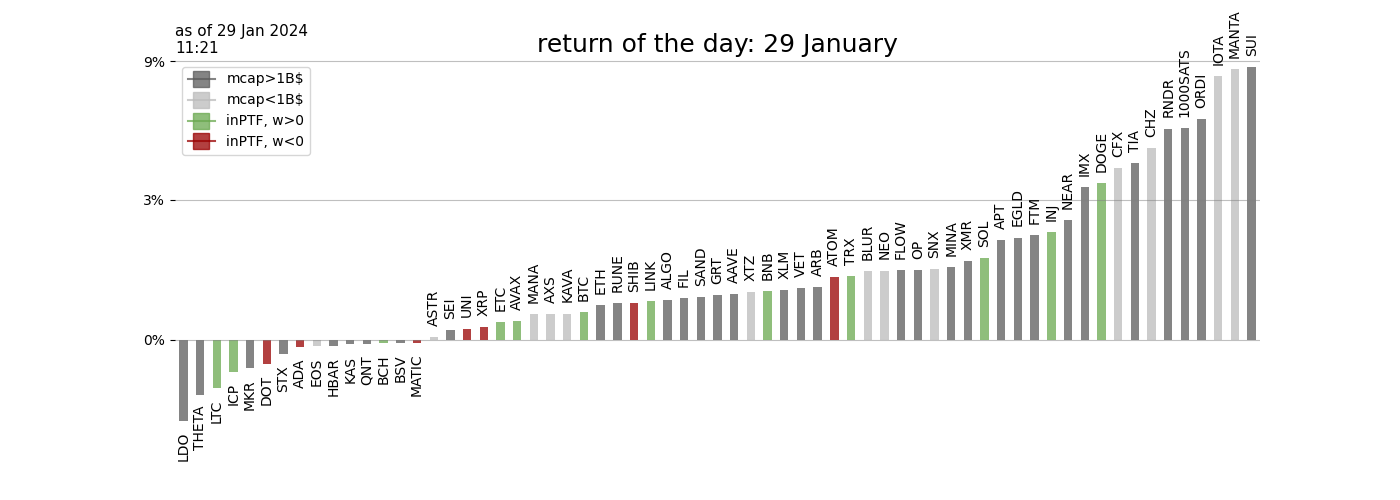 as of 29 Jan 2024
11:21
return of the day: 29 January
9%
3%
0%
mcap>1B$
mcap<1B$
inPTF, w>0
inPTF, w<0
LDO
THETA
LTC
ICP
MKR
DOT
STX
ADA
EOS
HBAR
KAS
QNT
BCH
BSV
MATIC
ASTR
SEI
UNI
XRP
ETC
AVAX
MANA
AXS
KAVA
BTC
ETH
RUNE
SHIB
LINK
ALGO
FIL
SAND
GRT
AAVE
XTZ
BNB
XLM
VET
ARB
ATOM
TRX
BLUR
NEO
FLOW
OP
SNX
MINA
XMR
SOL
APT
EGLD
FTM
INJ
NEAR
IMX
DOGE
CFX
TIA
CHZ
RNDR
1000SATS
ORDI
IOTA
MANTA
SUI